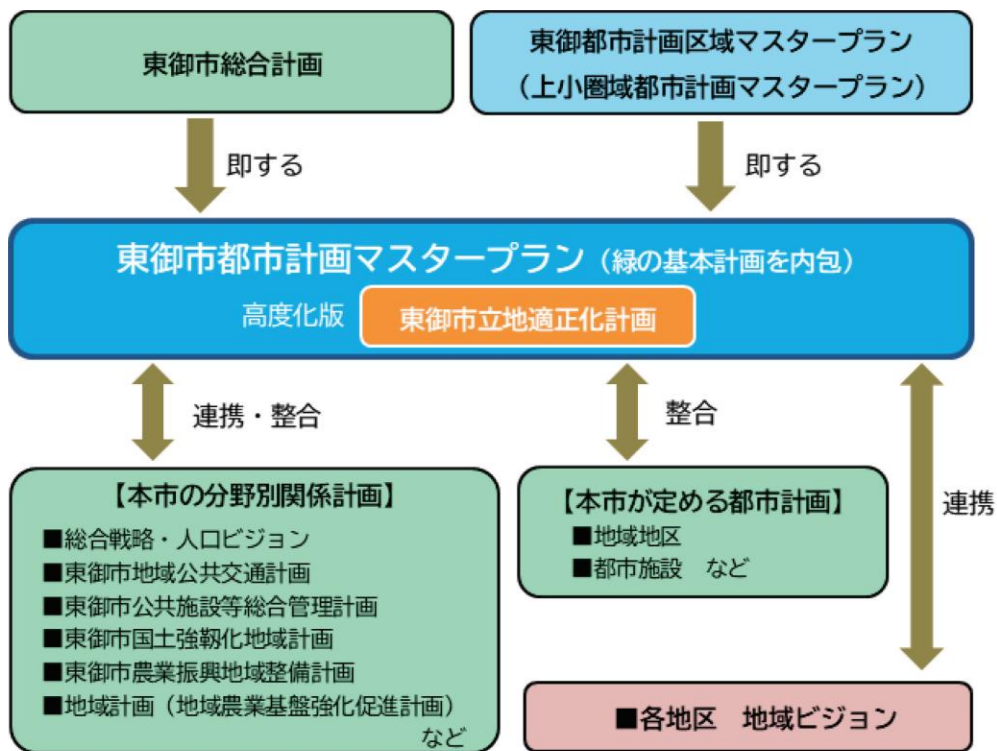 東御市総合計画
東御都市計画区域マスタープラン
（上小圏域都市計画マスタープラン）
即する
即する
東御市都市計画マスタープラン（緑の基本計画を内包）
高度化版
東御市立地適正化計画
連携・整合
整合
連携
【本市の分野別関係計画】
■総合戦略・人口ビジョン
■東御市地域公共交通計画
■東御市公共施設等総合管理計画
■東御市国土強靱化地域計画
■東御市農業振興地域整備計画
■地域計画（地域農業基盤強化促進計画）
など
【本市が定める都市計画】
■地域地区
■都市施設　など
■各地区　地域ビジョン